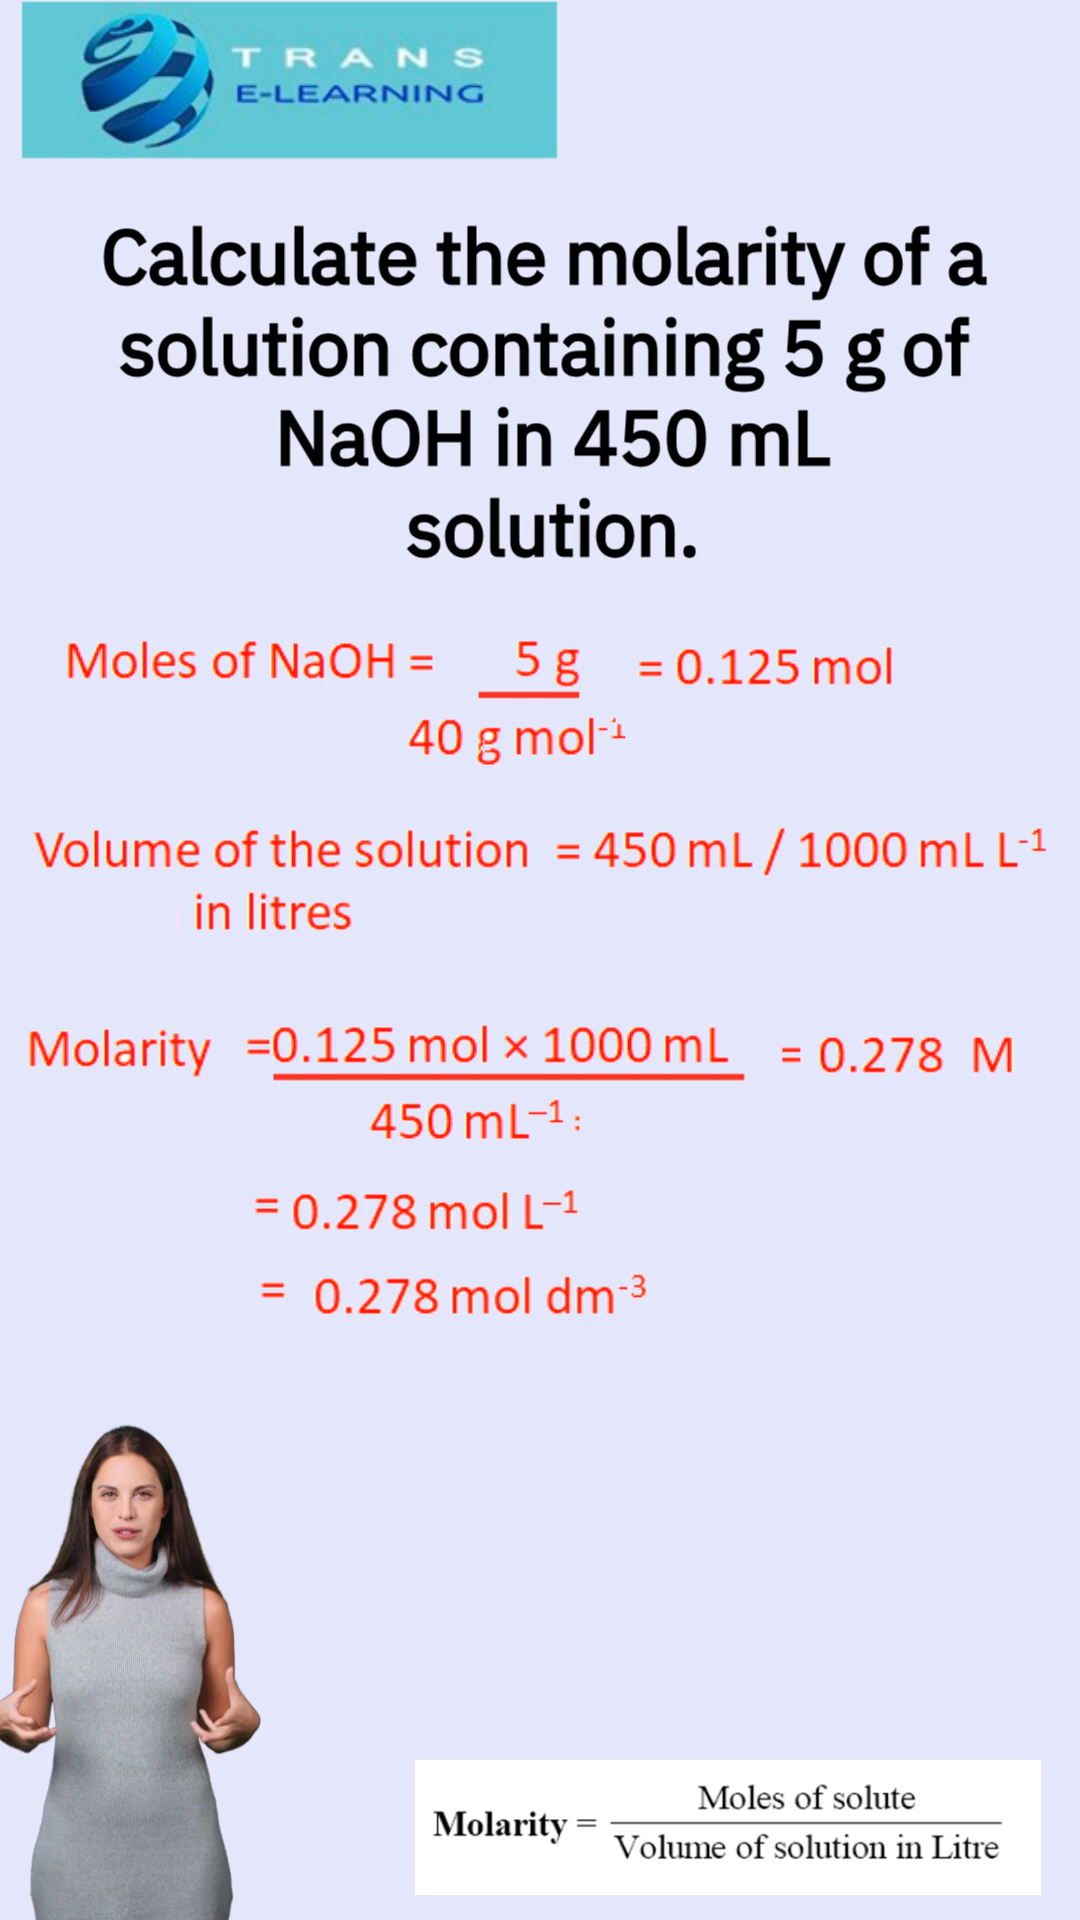 TRANS
E-LEARNING
Calculate the molarity of a
solution containing 5 g of
NaOH in 450 mL
solution.
Moles of NaOH = 5 g = 0.125 mol
40 g mol⁻¹
Volume of the solution = 450 mL / 1000 mL L⁻¹
in litres
Molarity =0.125 mol × 1000 mL = 0.278 M
450 mL⁻¹ :
= 0.278 mol L⁻¹
= 0.278 mol dm⁻³
Molarity = Moles of solute
Volume of solution in Litre